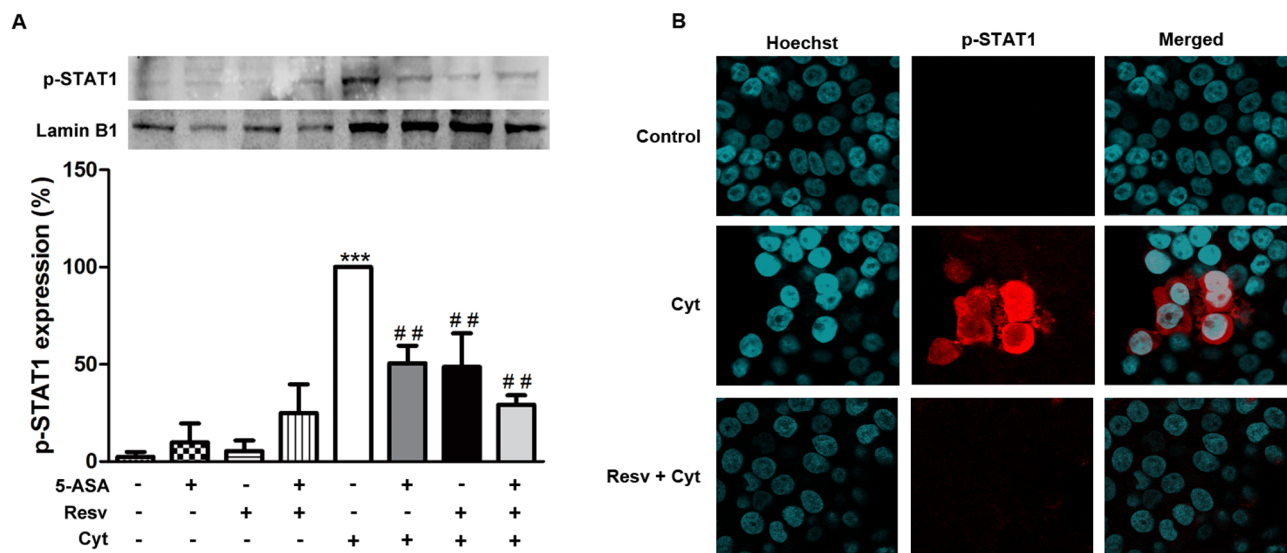 A
p-STAT1
Lamin B1
p-STAT1 expression (%)
150
100
50
0
***
# #
# #
# #
5-ASA - + - + - + - +
Resv - - + + - - + +
Cyt - - - - + + + +
B
Hoechst p-STAT1 Merged
Control
Cyt
Resv + Cyt